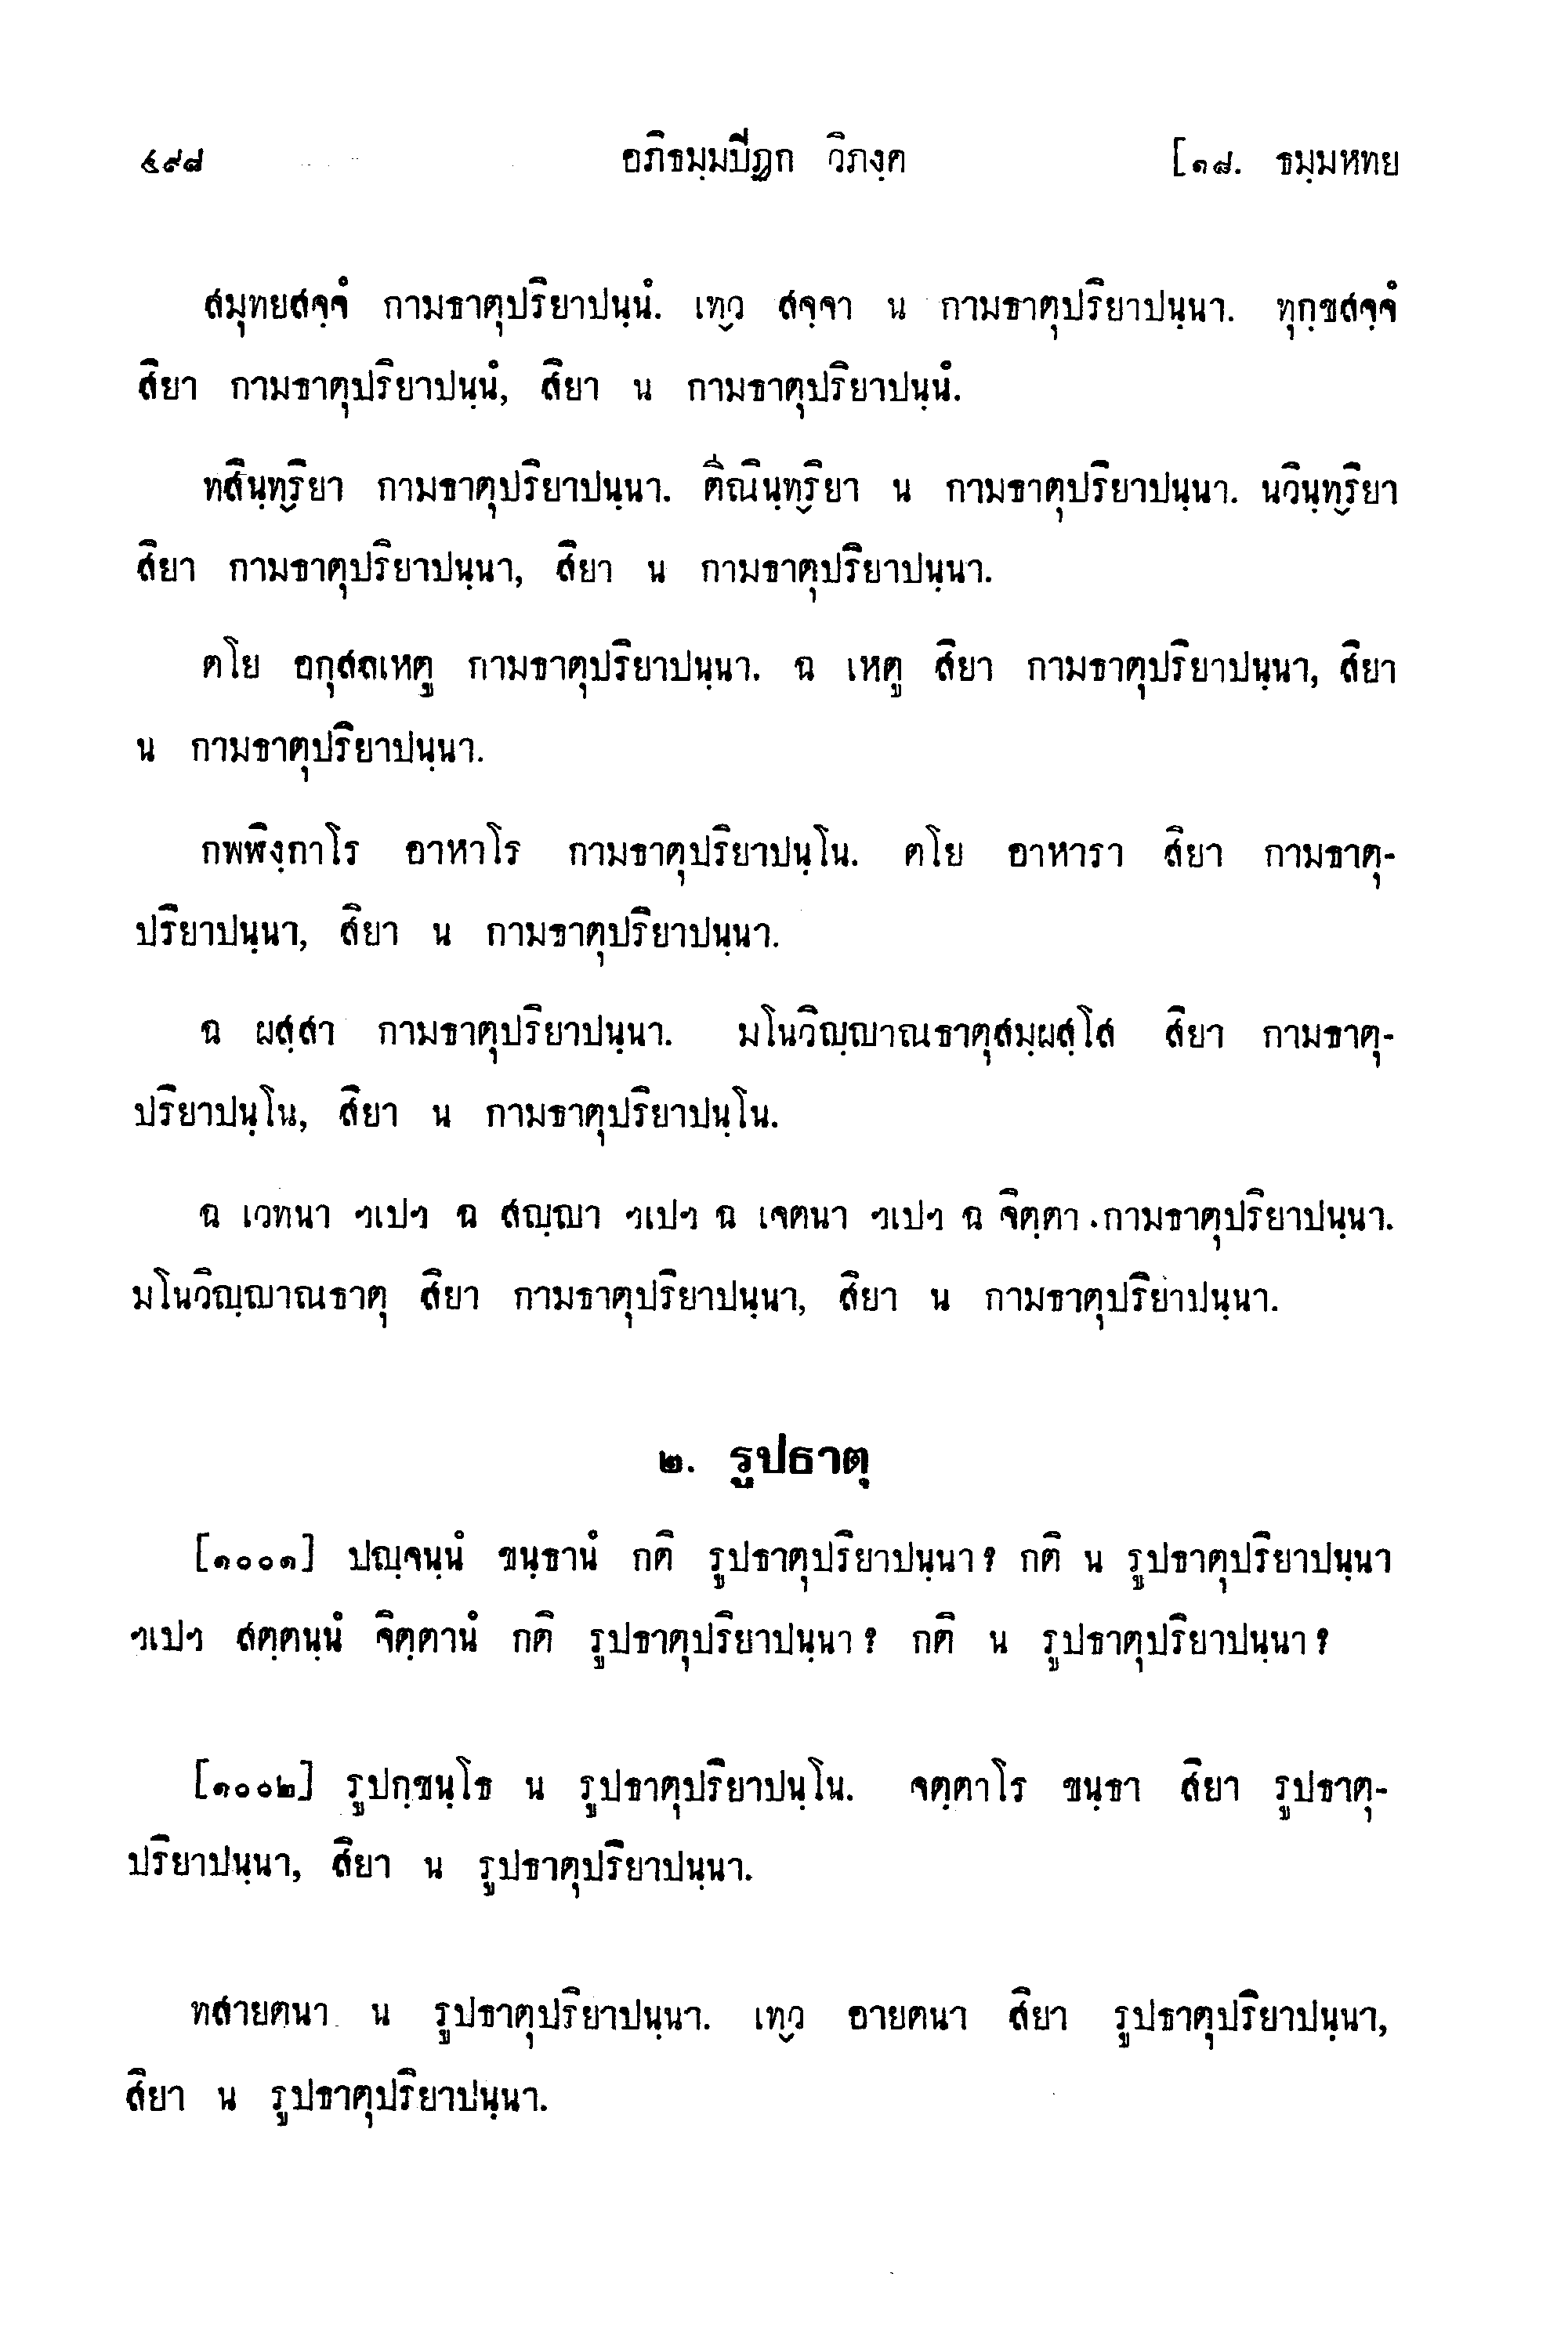 ๔๙๘ อภิธมฺมปีฏก วิภงฺค [๑๘. ธมฺมหทย
สมุทยสจฺจํ กามธาตุปริยาปนฺนํ. เทฺว สจฺจา น กามธาตุปริยาปนฺนา. ทุกฺขสจฺจํ
สิยา กามธาตุปริยาปนฺนํ, สิยา น กามธาตุปริยาปนฺนํ.
ทสินฺทฺริยา กามธาตุปริยาปนฺนา. ตีณินฺทฺริยา น กามธาตุปริยาปนฺนา. นวินฺทฺริยา
สิยา กามธาตุปริยาปนฺนา, สิยา น กามธาตุปริยาปนฺนา.
ตโย อกุสลเหตู กามธาตุปริยาปนฺนา. ฉ เหตู สิยา กามธาตุปริยาปนฺนา, สิยา
น กามธาตุปริยาปนฺนา.
กพฬิงฺกาโร อาหาโร กามธาตุปริยาปนฺโน. ตโย อาหารา สิยา กามธาตุ-
ปริยาปนฺนา, สิยา น กามธาตุปริยาปนฺนา.
ฉ ผสฺสา กามธาตุปริยาปนฺนา. มโนวิญฺญาณธาตุสมฺผสฺโส สิยา กามธาตุ-
ปริยาปนฺโน, สิยา น กามธาตุปริยาปนฺโน.
ฉ เวทนา ฯเปฯ ฉ สญฺญา ฯเปฯ ฉ เจตนา ฯเปฯ ฉ จิตฺตา กามธาตุปริยาปนฺนา.
มโนวิญฺญาณธาตุ สิยา กามธาตุปริยาปนฺนา, สิยา น กามธาตุปริยาปนฺนา.
๒. รูปธาตุ
[๑๐๐๑] ปญฺจนฺนํ ขนฺธานํ กติ รูปธาตุปริยาปนฺนา? กติ น รูปธาตุปริยาปนฺนา
ฯเปฯ สตฺตนฺนํ จิตฺตานํ กติ รูปธาตุปริยาปนฺนา? กติ น รูปธาตุปริยาปนฺนา?
[๑๐๐๒] รูปกฺขนฺโธ น รูปธาตุปริยาปนฺโน. จตฺตาโร ขนฺธา สิยา รูปธาตุ-
ปริยาปนฺนา, สิยา น รูปธาตุปริยาปนฺนา.
ทสายตนา น รูปธาตุปริยาปนฺนา. เทฺว อายตนา สิยา รูปธาตุปริยาปนฺนา,
สิยา น รูปธาตุปริยาปนฺนา.